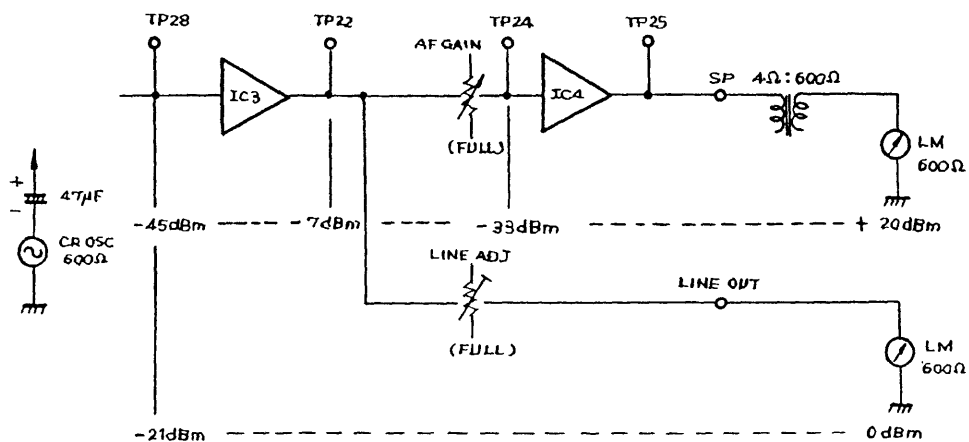 TP28
TP22
TP24
TP25
AF GAIN
SP
4Ω:600Ω
IC3
IC4
(FULL)
LM
600Ω
+
47μF
-
CR OSC
600Ω
-45dBm
-7dBm
-33dBm
+20dBm
LINE ADJ
LINE OUT
(FULL)
LM
600Ω
-21dBm
0dBm